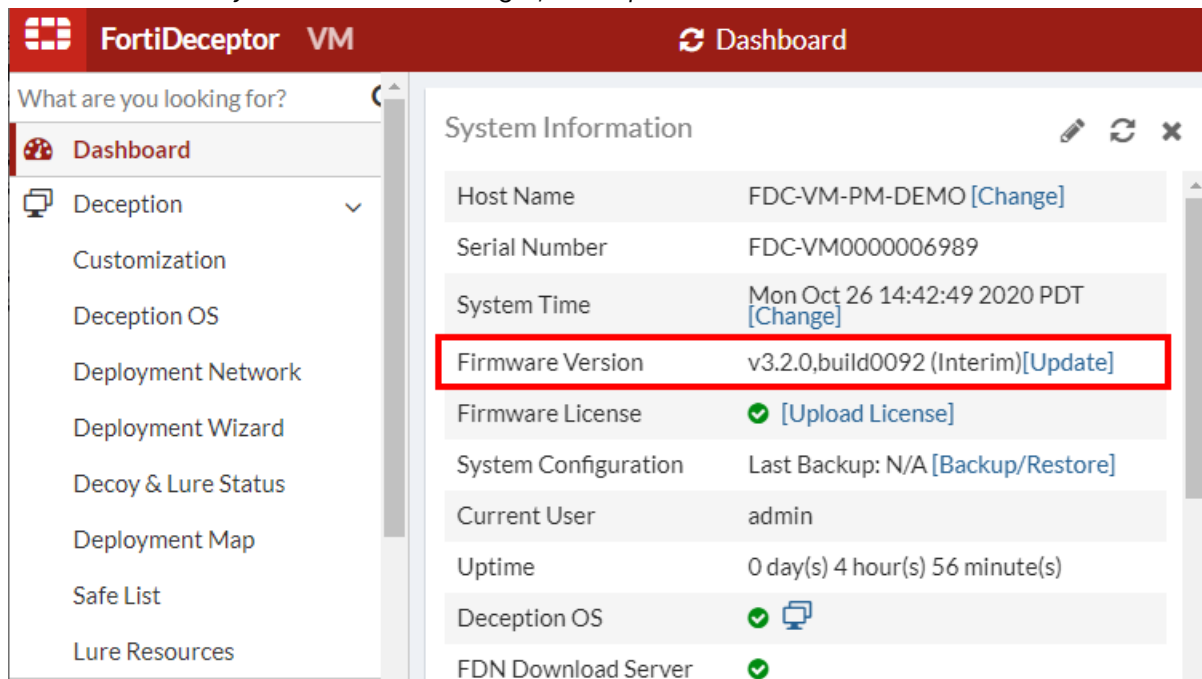 FortiDeceptor VM
Dashboard
What are you looking for?
Dashboard
Deception
Customization
Deception OS
Deployment Network
Deployment Wizard
Decoy & Lure Status
Deployment Map
Safe List
Lure Resources
System Information
Host Name FDC-VM-PM-DEMO [Change]
Serial Number FDC-VM0000006989
System Time Mon Oct 26 14:42:49 2020 PDT
[Change]
Firmware Version v3.2.0,build0092 (Interim)[Update]
Firmware License [Upload License]
System Configuration Last Backup: N/A [Backup/Restore]
Current User admin
Uptime 0 day(s) 4 hour(s) 56 minute(s)
Deception OS
FDN Download Server